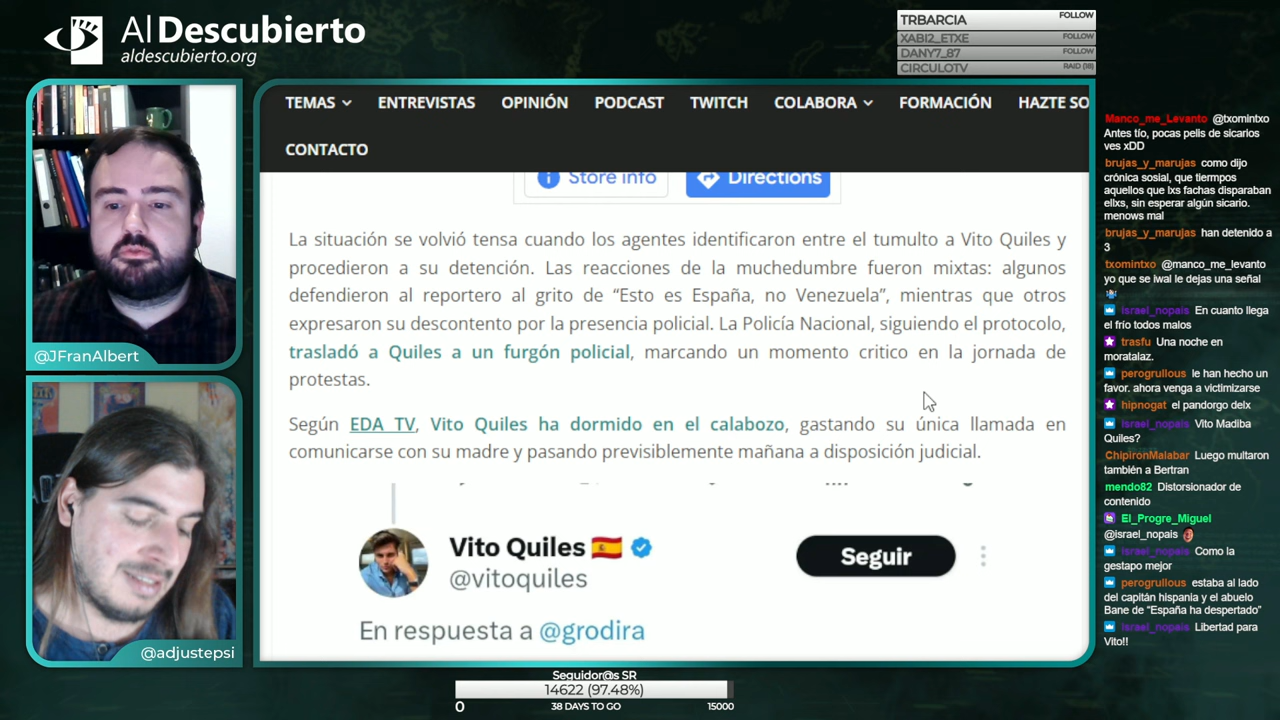 Al Descubierto
aldescubierto.org
TRBARCIA FOLLOW
XABI2_ETXE FOLLOW
DANY7_87 FOLLOW
CIRCULOTV RAID (18)
TEMAS ENTREVISTAS OPINIÓN PODCAST TWITCH COLABORA FORMACIÓN HAZTE SO
CONTACTO
Store info Directions
La situación se volvió tensa cuando los agentes identificaron entre el tumulto a Vito Quiles y
procedieron a su detención. Las reacciones de la muchedumbre fueron mixtas: algunos
defendieron al reportero al grito de “Esto es España, no Venezuela”, mientras que otros
expresaron su descontento por la presencia policial. La Policía Nacional, siguiendo el protocolo,
trasladó a Quiles a un furgón policial, marcando un momento critico en la jornada de
protestas.
Según EDA TV, Vito Quiles ha dormido en el calabozo, gastando su única llamada en
comunicarse con su madre y pasando previsiblemente mañana a disposición judicial.
Vito Quiles
@vitoquiles
Seguir
En respuesta a @grodira
@JFranAlbert
@adjustepsi
Manco_me_Levanto @txomintxo
Antes tío, pocas pelis de sicarios
ves xDD
brujas_y_marujas como dijo
crónica sosial, que tiermpos
aquellos que lxs fachas disparaban
ellxs, sin esperar algún sicario.
menows mal
brujas_y_marujas han detenido a
3
txomintxo @manco_me_levanto
yo que se iwal le dejas una señal
israel_nopais En cuanto llega
el frío todos malos
trasfu Una noche en
moratalaz.
perogrullous le han hecho un
favor. ahora venga a victimizarse
hipnogat el pandorgo delx
israel_nopais Vito Madiba
Quiles?
ChipironMalabar Luego multaron
también a Bertran
mendo82 Distorsionador de
contenido
El_Progre_Miguel
@israel_nopais
israel_nopais Como la
gestapo mejor
perogrullous estaba al lado
del capitán hispania y el abuelo
Bane de “España ha despertado”
israel_nopais Libertad para
Vito!!
Seguidor@s SR
14622 (97.48%)
0 38 DAYS TO GO 15000